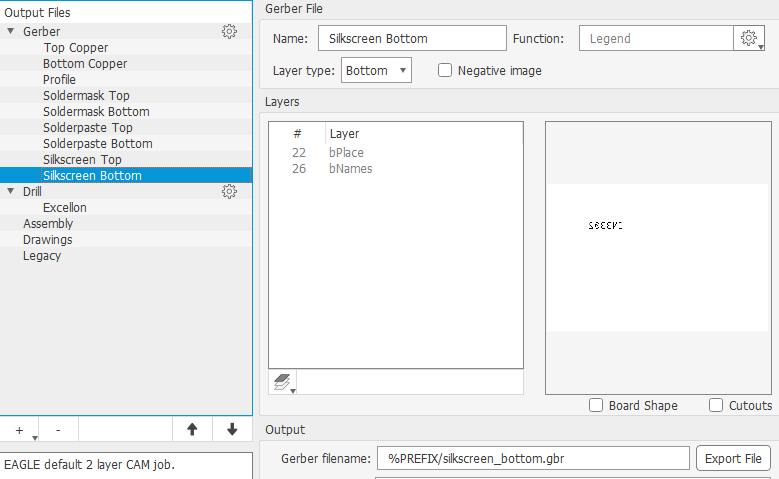 Output Files
Gerber
Top Copper
Bottom Copper
Profile
Soldermask Top
Soldermask Bottom
Solderpaste Top
Solderpaste Bottom
Silkscreen Top
Silkscreen Bottom
Drill
Excellon
Assembly
Drawings
Legacy
+ -
EAGLE default 2 layer CAM job.
Gerber File
Name: Silkscreen Bottom Function: Legend
Layer type: Bottom Negative image
Layers
# Layer
22 bPlace
26 bNames
Board Shape Cutouts
Output
Gerber filename: %PREFIX/silkscreen_bottom.gbr Export File